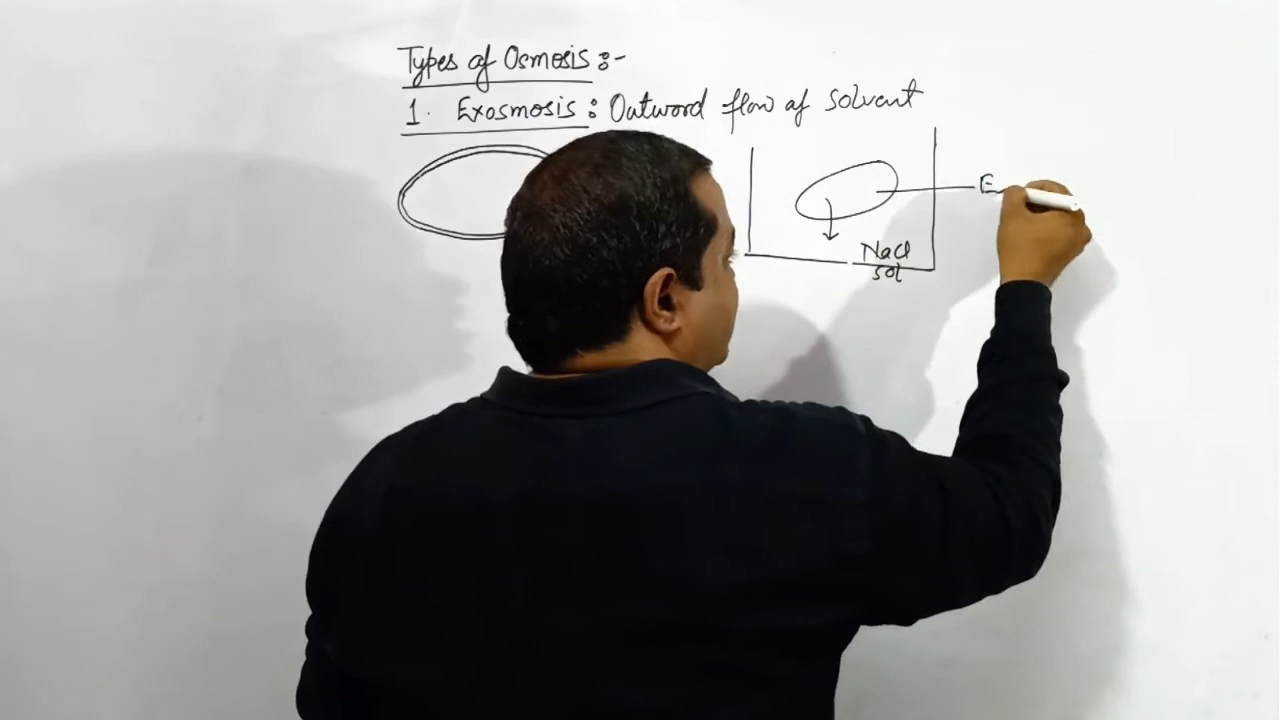 Types of Osmosis :-
1. Exosmosis : Outword flow of Solvent
E
NaCl
sol